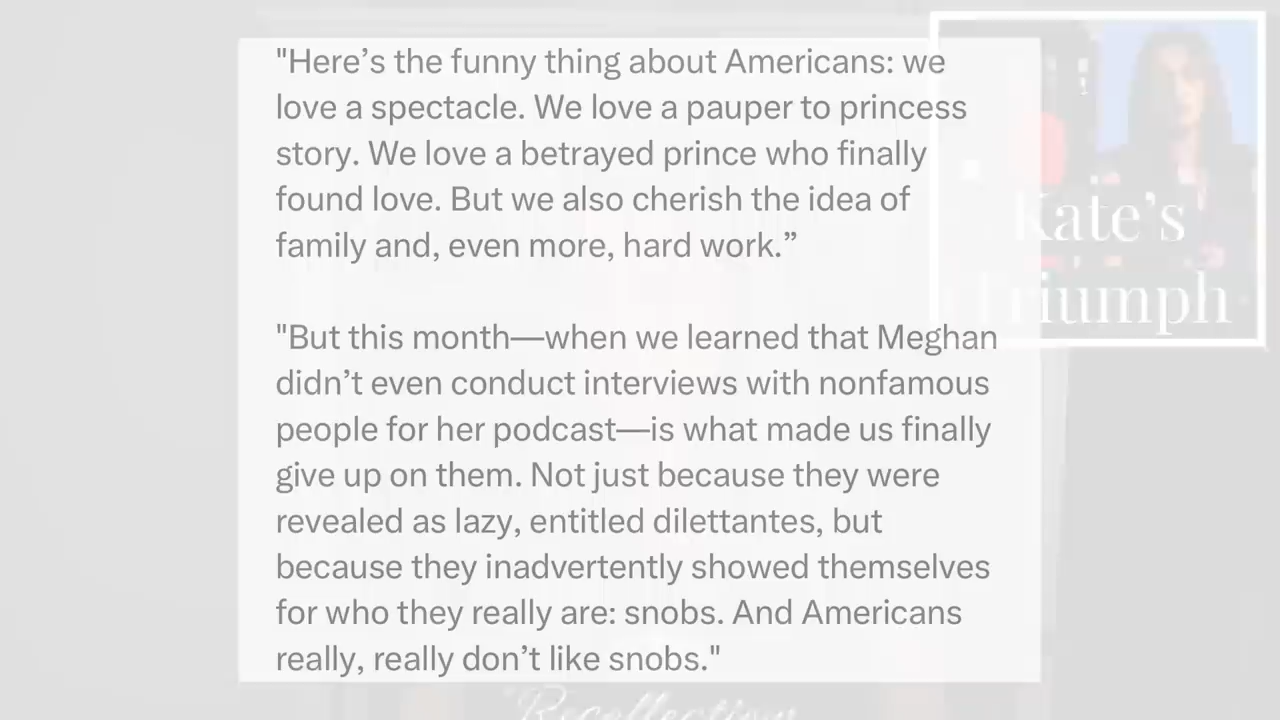 "Here’s the funny thing about Americans: we
love a spectacle. We love a pauper to princess
story. We love a betrayed prince who finally
found love. But we also cherish the idea of
family and, even more, hard work.”
"But this month—when we learned that Meghan
didn’t even conduct interviews with nonfamous
people for her podcast—is what made us finally
give up on them. Not just because they were
revealed as lazy, entitled dilettantes, but
because they inadvertently showed themselves
for who they really are: snobs. And Americans
really, really don’t like snobs."
Kate’s
Triumph
"Recollections